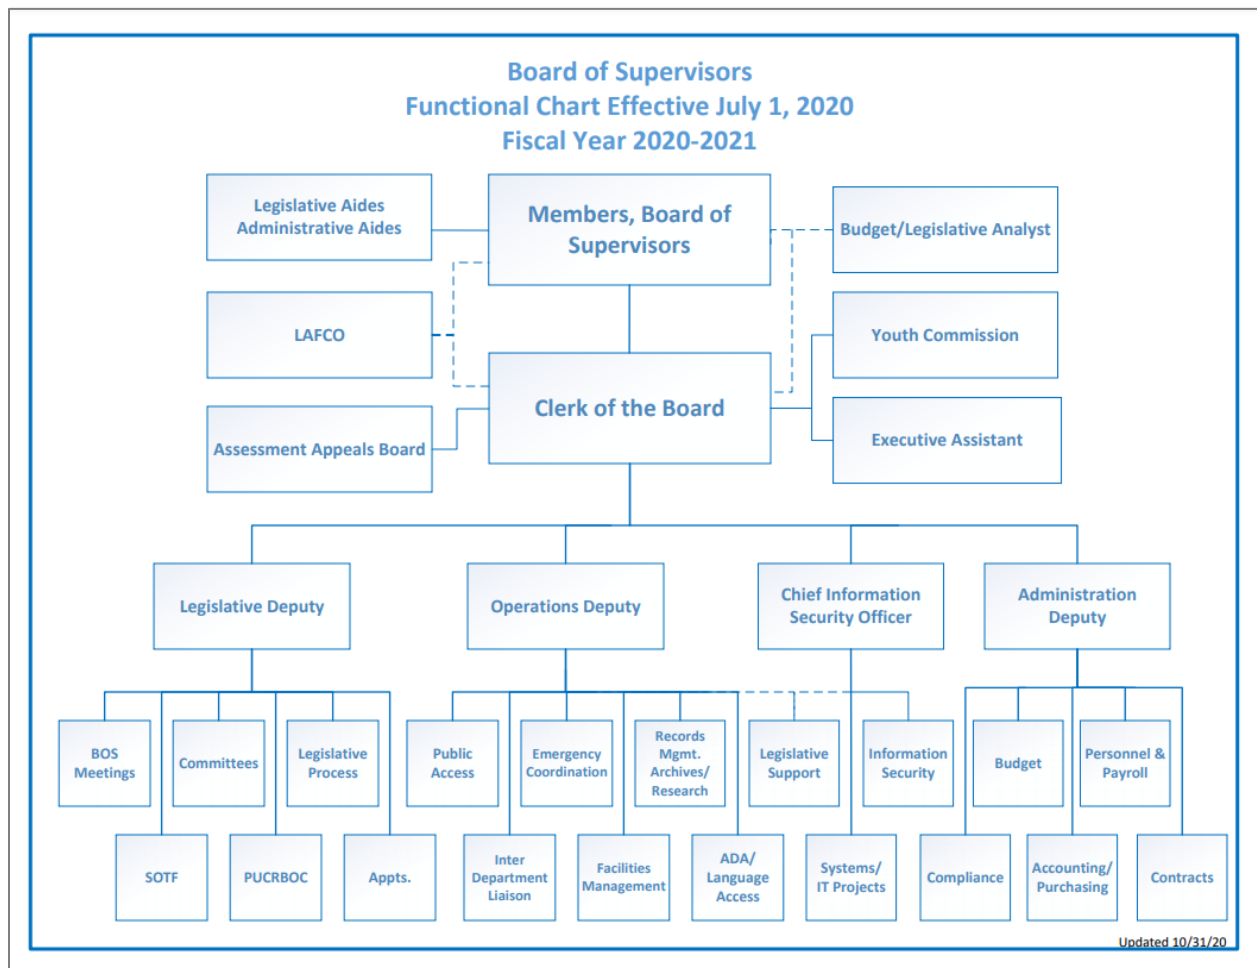 Board of Supervisors
Functional Chart Effective July 1, 2020
Fiscal Year 2020-2021
Legislative Aides
Administrative Aides
Members, Board of
Supervisors
Budget/Legislative Analyst
LAFCO
Youth Commission
Clerk of the Board
Assessment Appeals Board
Executive Assistant
Legislative Deputy
Operations Deputy
Chief Information
Security Officer
Administration
Deputy
BOS
Meetings
Committees
Legislative
Process
Public
Access
Emergency
Coordination
Records
Mgmt.
Archives/
Research
Legislative
Support
Information
Security
Budget
Personnel &
Payroll
SOTF
PUCRBOC
Appts.
Inter
Department
Liaison
Facilities
Management
ADA/
Language
Access
Systems/
IT Projects
Compliance
Accounting/
Purchasing
Contracts
Updated 10/31/20